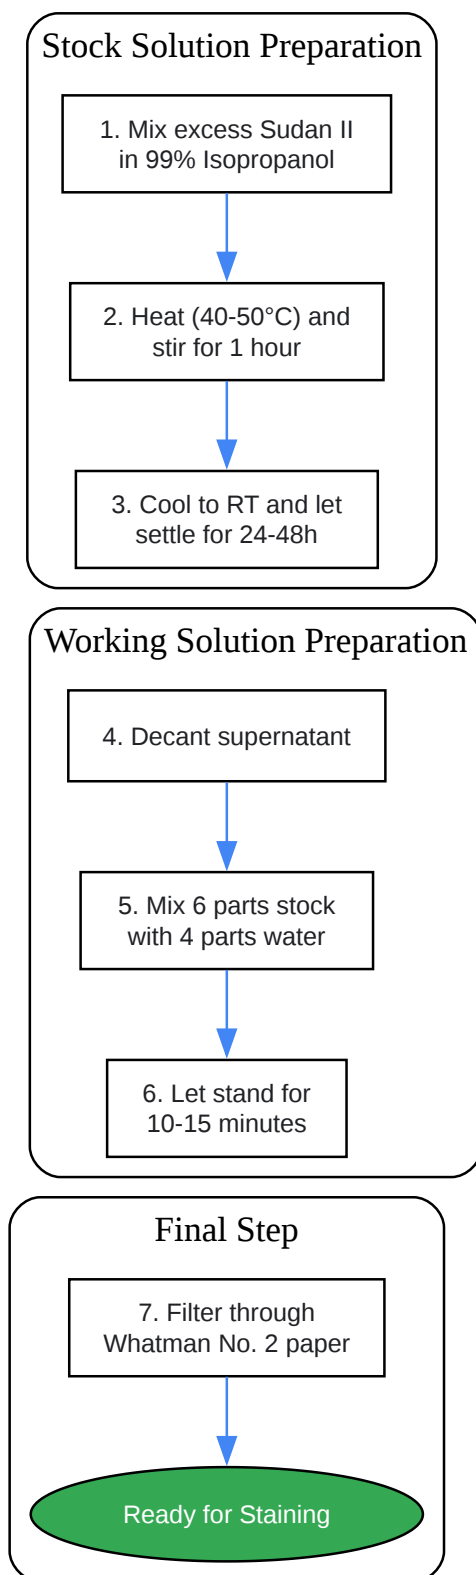 Stock Solution Preparation
1. Mix excess Sudan II
in 99% Isopropanol
2. Heat (40-50°C) and
stir for 1 hour
3. Cool to RT and let
settle for 24-48h
Working Solution Preparation
4. Decant supernatant
5. Mix 6 parts stock
with 4 parts water
6. Let stand for
10-15 minutes
Final Step
7. Filter through
Whatman No. 2 paper
Ready for Staining